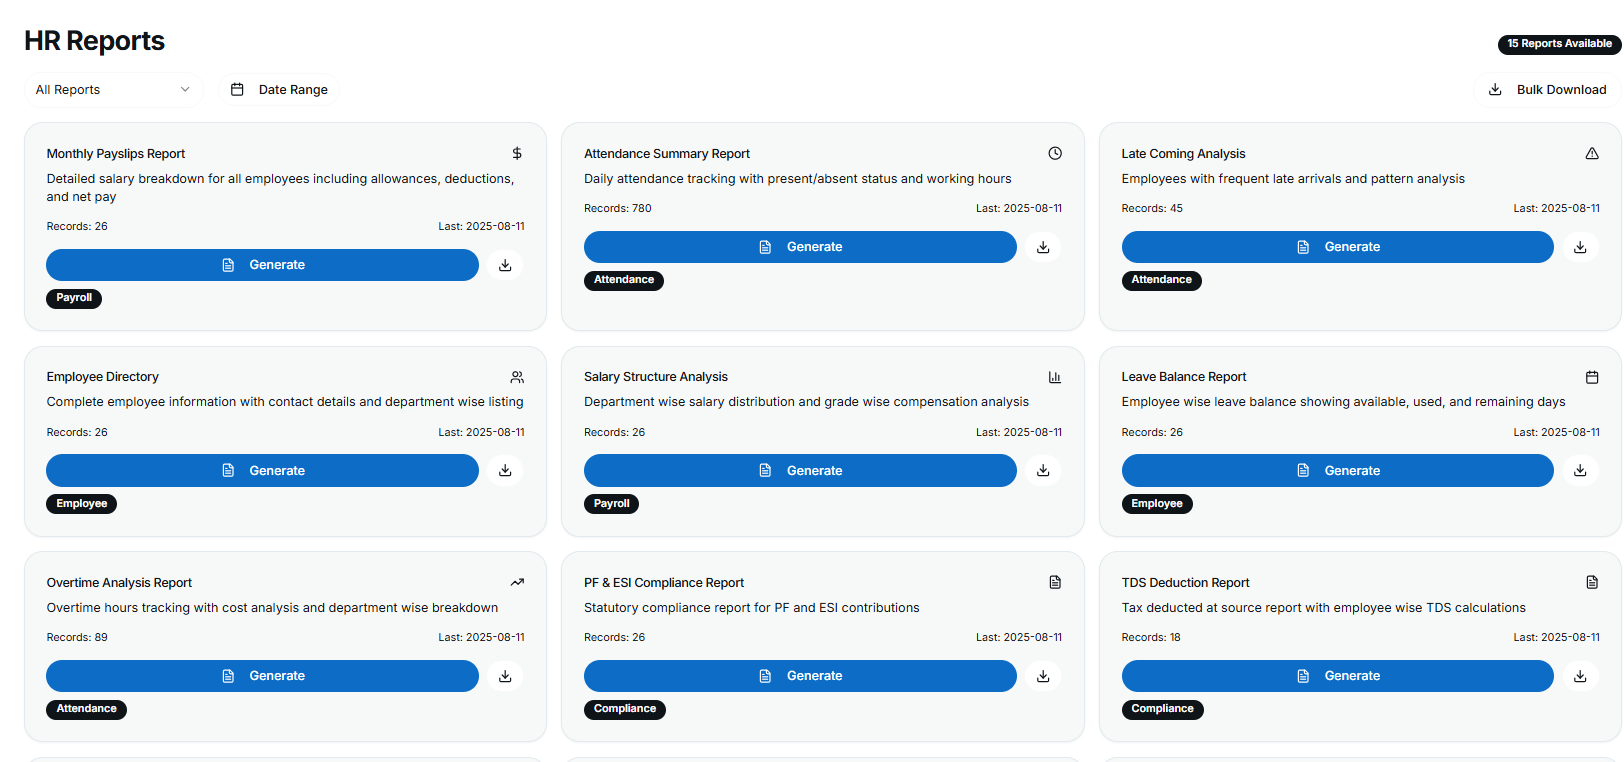 HR Reports
15 Reports Available
All Reports
Date Range
Bulk Download
Monthly Payslips Report
Detailed salary breakdown for all employees including allowances, deductions,
and net pay
Records: 26
Last: 2025-08-11
Generate
Payroll
Attendance Summary Report
Daily attendance tracking with present/absent status and working hours
Records: 780
Last: 2025-08-11
Generate
Attendance
Late Coming Analysis
Employees with frequent late arrivals and pattern analysis
Records: 45
Last: 2025-08-11
Generate
Attendance
Employee Directory
Complete employee information with contact details and department wise listing
Records: 26
Last: 2025-08-11
Generate
Employee
Salary Structure Analysis
Department wise salary distribution and grade wise compensation analysis
Records: 26
Last: 2025-08-11
Generate
Payroll
Leave Balance Report
Employee wise leave balance showing available, used, and remaining days
Records: 26
Last: 2025-08-11
Generate
Employee
Overtime Analysis Report
Overtime hours tracking with cost analysis and department wise breakdown
Records: 89
Last: 2025-08-11
Generate
Attendance
PF & ESI Compliance Report
Statutory compliance report for PF and ESI contributions
Records: 26
Last: 2025-08-11
Generate
Compliance
TDS Deduction Report
Tax deducted at source report with employee wise TDS calculations
Records: 18
Last: 2025-08-11
Generate
Compliance